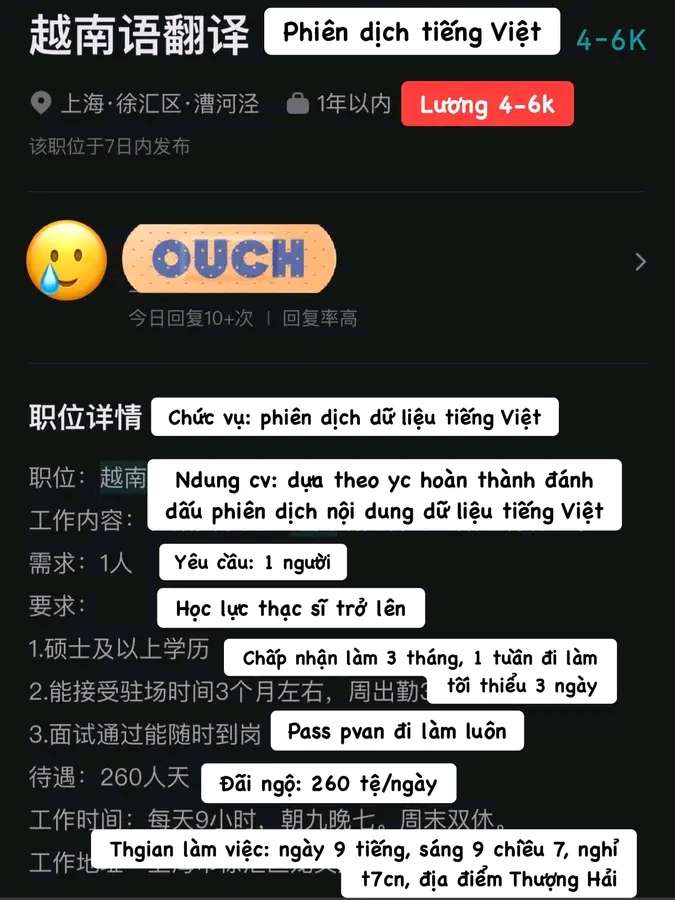 越南语翻译 Phiên dịch tiếng Việt 4-6K
上海·徐汇区·漕河泾 1年以内 Lương 4-6k
该职位于7日内发布
OUCH
今日回复10+次 | 回复率高
职位详情 Chức vụ: phiên dịch dữ liệu tiếng Việt
职位：越南
Ndung cv: dựa theo yc hoàn thành đánh
dấu phiên dịch nội dung dữ liệu tiếng Việt
工作内容：
需求：1人 Yêu cầu: 1 người
要求： Học lực thạc sĩ trở lên
1.硕士及以上学历
Chấp nhận làm 3 tháng, 1 tuần đi làm
tối thiểu 3 ngày
2.能接受驻场时间3个月左右，周出勤3
3.面试通过能随时到岗 Pass pvan đi làm luôn
待遇：260人天 Đãi ngộ: 260 tệ/ngày
工作时间：每天9小时，朝九晚七。周末双休。
Thgian làm việc: ngày 9 tiếng, sáng 9 chiều 7, nghỉ
t7cn, địa điểm Thượng Hải
工作地